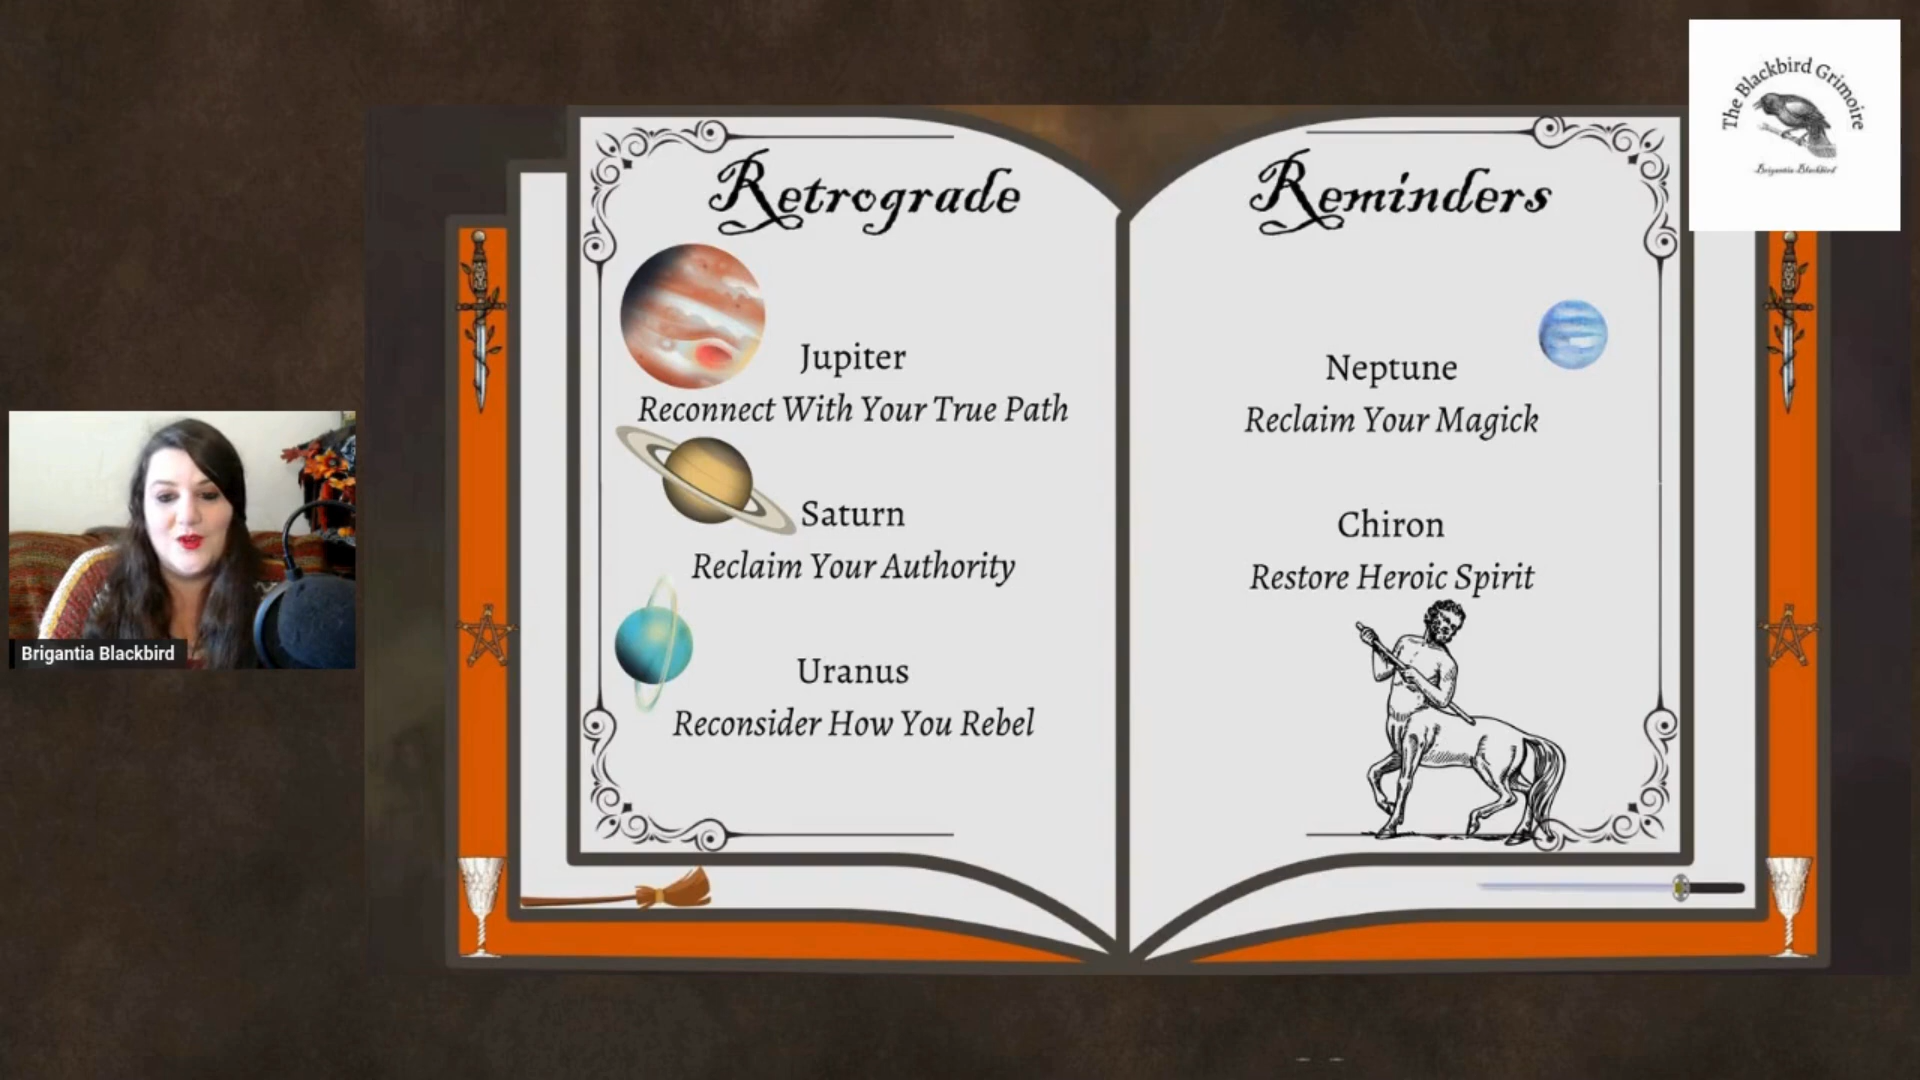 The Blackbird Grimoire
Brigantia Blackbird
Retrograde
Jupiter
Reconnect With Your True Path
Saturn
Reclaim Your Authority
Uranus
Reconsider How You Rebel
Reminders
Neptune
Reclaim Your Magick
Chiron
Restore Heroic Spirit
Brigantia Blackbird